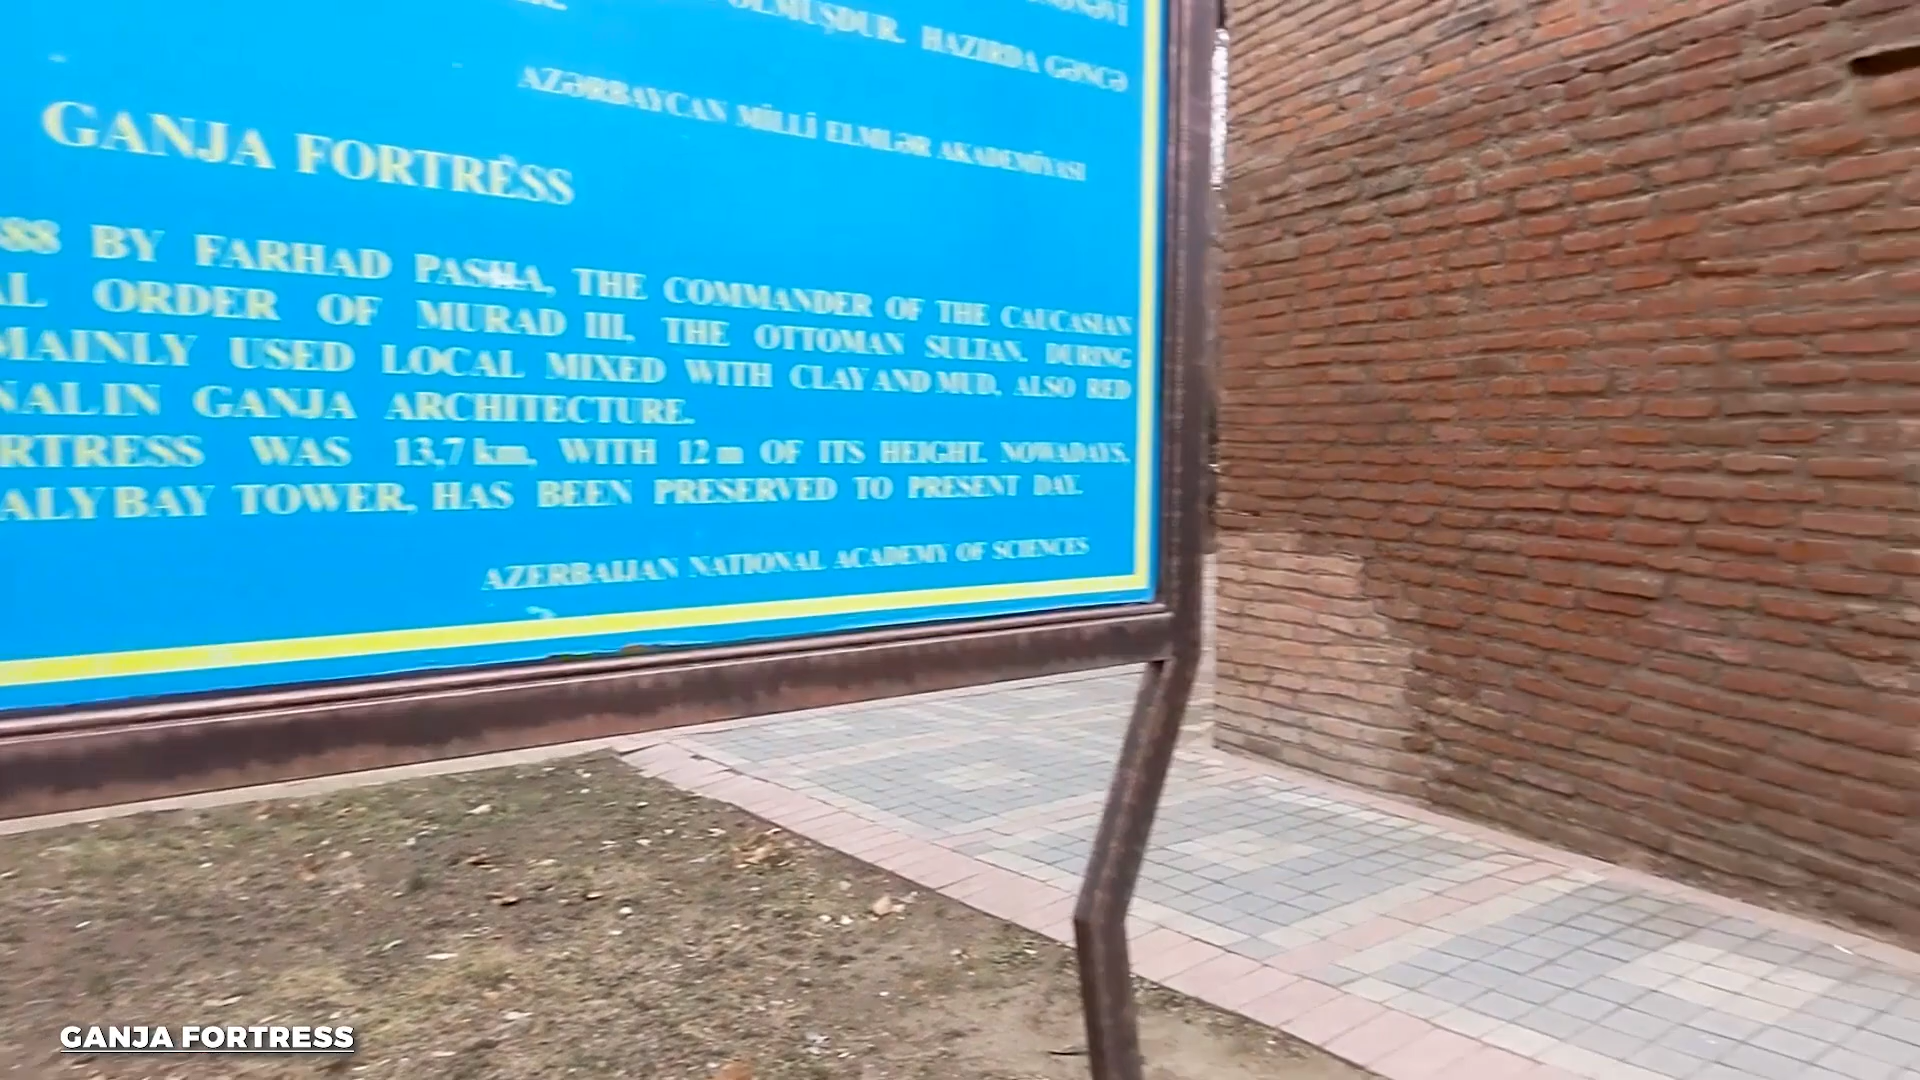 OLMUŞDUR. HAZIRDA GƏNCƏ
AZƏRBAYCAN MİLLİ ELMLƏR AKADEMİYASI
GANJA FORTRESS
88 BY FARHAD PASHA, THE COMMANDER OF THE CAUCASIAN
AL ORDER OF MURAD III, THE OTTOMAN SULTAN. DURING
MAINLY USED LOCAL MIXED WITH CLAY AND MUD, ALSO RED
NAL IN GANJA ARCHITECTURE.
RTRESS WAS 13,7 km, WITH 12 m OF ITS HEIGHT. NOWADAYS,
ALYBAY TOWER, HAS BEEN PRESERVED TO PRESENT DAY.
AZERBAIJAN NATIONAL ACADEMY OF SCIENCES
GANJA FORTRESS